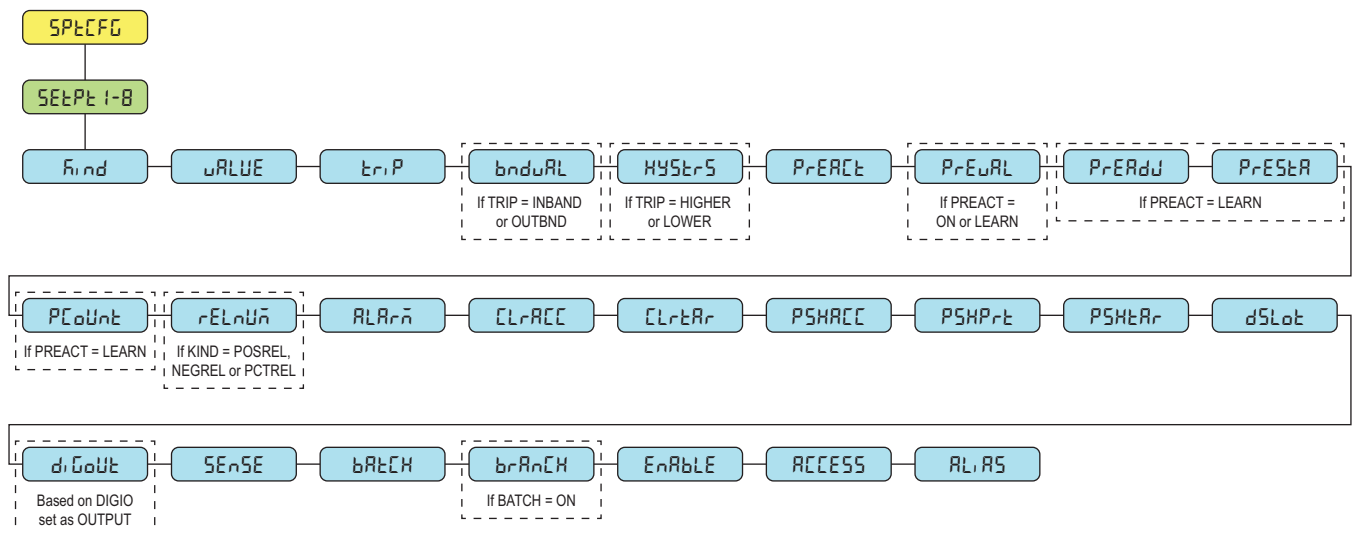 SPtCFG
SEtPt 1-8
Kind
vALUE
triP
bndvAL
If TRIP = INBAND
or OUTBND
HYSterS
If TRIP = HIGHER
or LOWER
PrEACt
PrEvAL
If PREACT =
ON or LEARN
PrEAdJ
PrEStA
If PREACT = LEARN
PCoUnt
If PREACT = LEARN
rELnUM
If KIND = POSREL,
NEGREL or PCTREL
ALArM
CLrACC
CLrtAr
PSHACC
PSHPrt
PSHtAr
dSLot
diGoUt
Based on DIGIO
set as OUTPUT
SEnSE
bAtCH
brAnCH
If BATCH = ON
EnAbLE
ACCESS
ALiAS